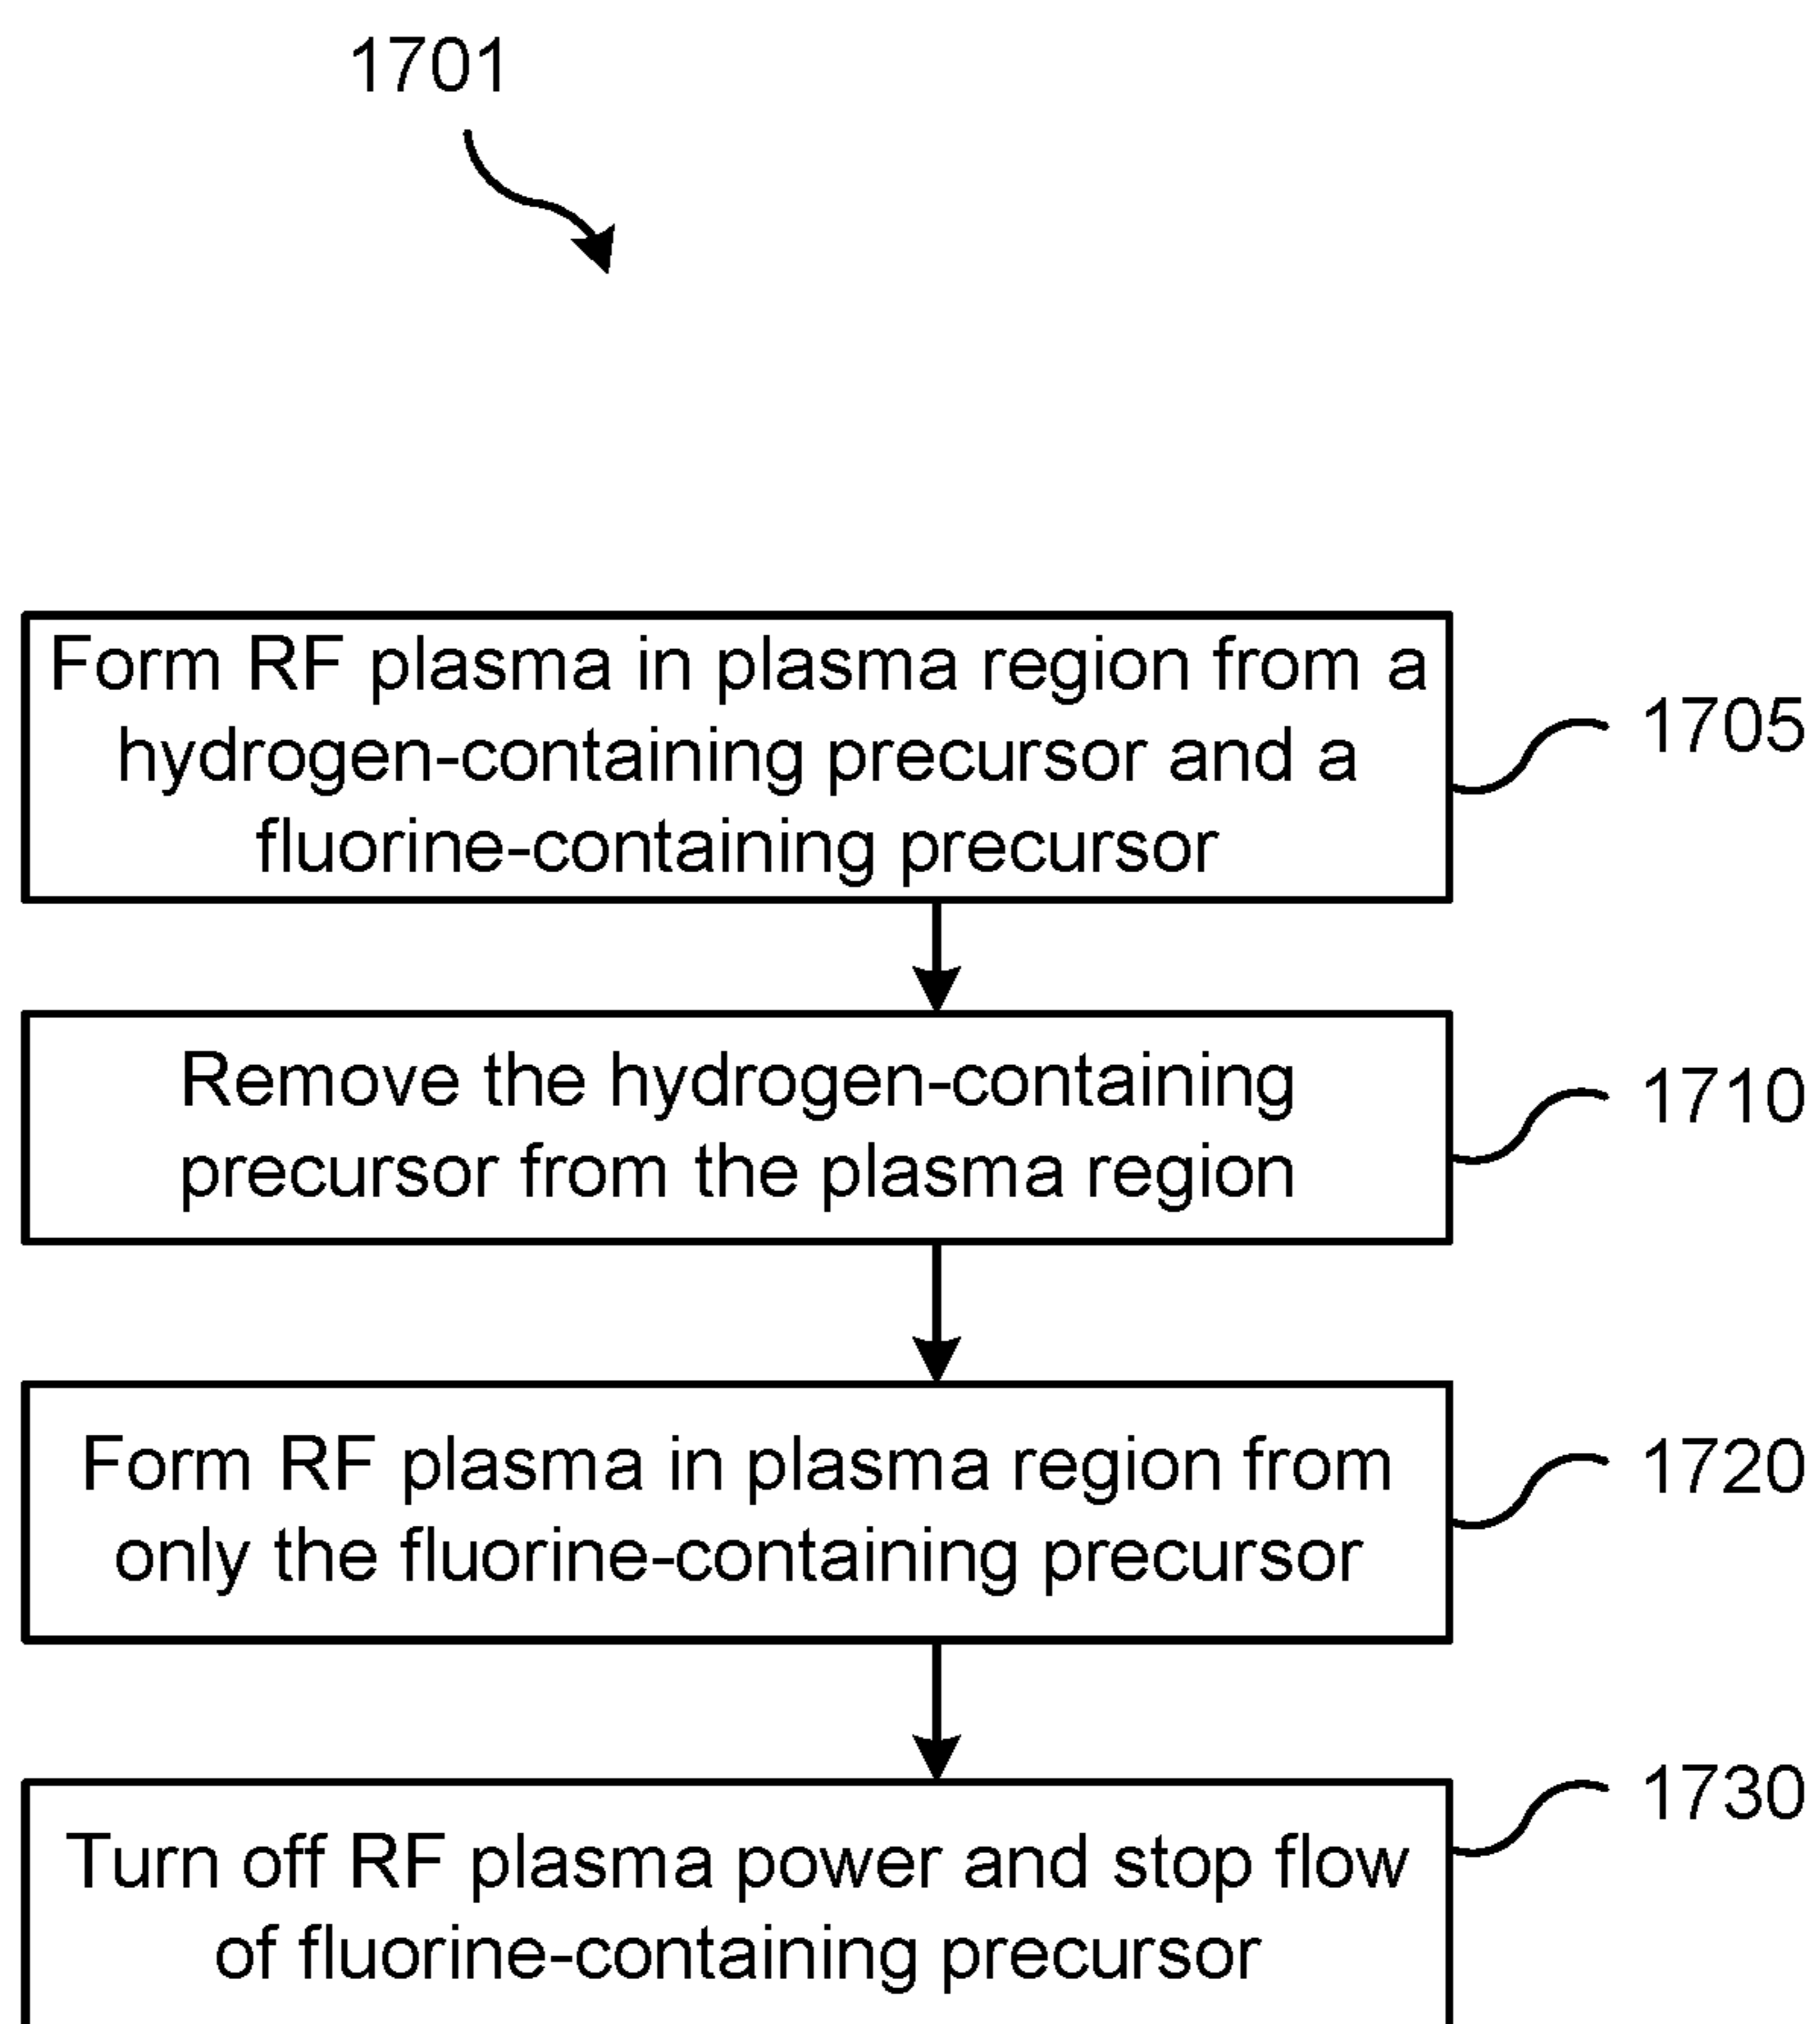 1701
Form RF plasma in plasma region from a
hydrogen-containing precursor and a
fluorine-containing precursor
1705
Remove the hydrogen-containing
precursor from the plasma region
1710
Form RF plasma in plasma region from
only the fluorine-containing precursor
1720
Turn off RF plasma power and stop flow
of fluorine-containing precursor
1730